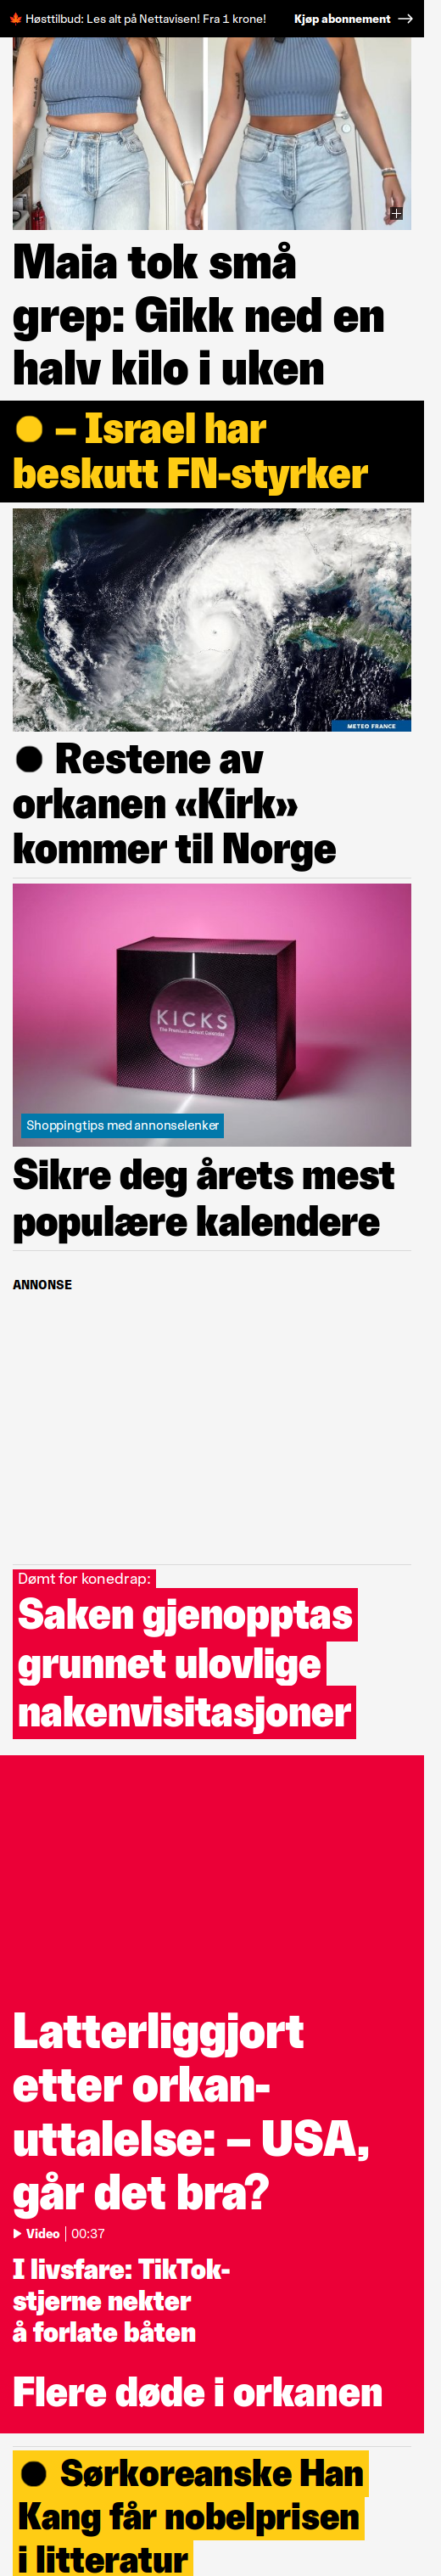 🍁 Høsttilbud: Les alt på Nettavisen! Fra 1 krone! Kjøp abonnement →
Maia tok små
grep: Gikk ned en
halv kilo i uken
– Israel har
beskutt FN-styrker
METEO FRANCE
Restene av
orkanen «Kirk»
kommer til Norge
KICKS
The Premium Advent Calendar
Shoppingtips med annonselenker
Sikre deg årets mest
populære kalendere
ANNONSE
Dømt for konedrap:
Saken gjenopptas
grunnet ulovlige
nakenvisitasjoner
Latterliggjort
etter orkan-
uttalelse: – USA,
går det bra?
Video | 00:37
I livsfare: TikTok-
stjerne nekter
å forlate båten
Flere døde i orkanen
Sørkoreanske Han
Kang får nobelprisen
i litteratur